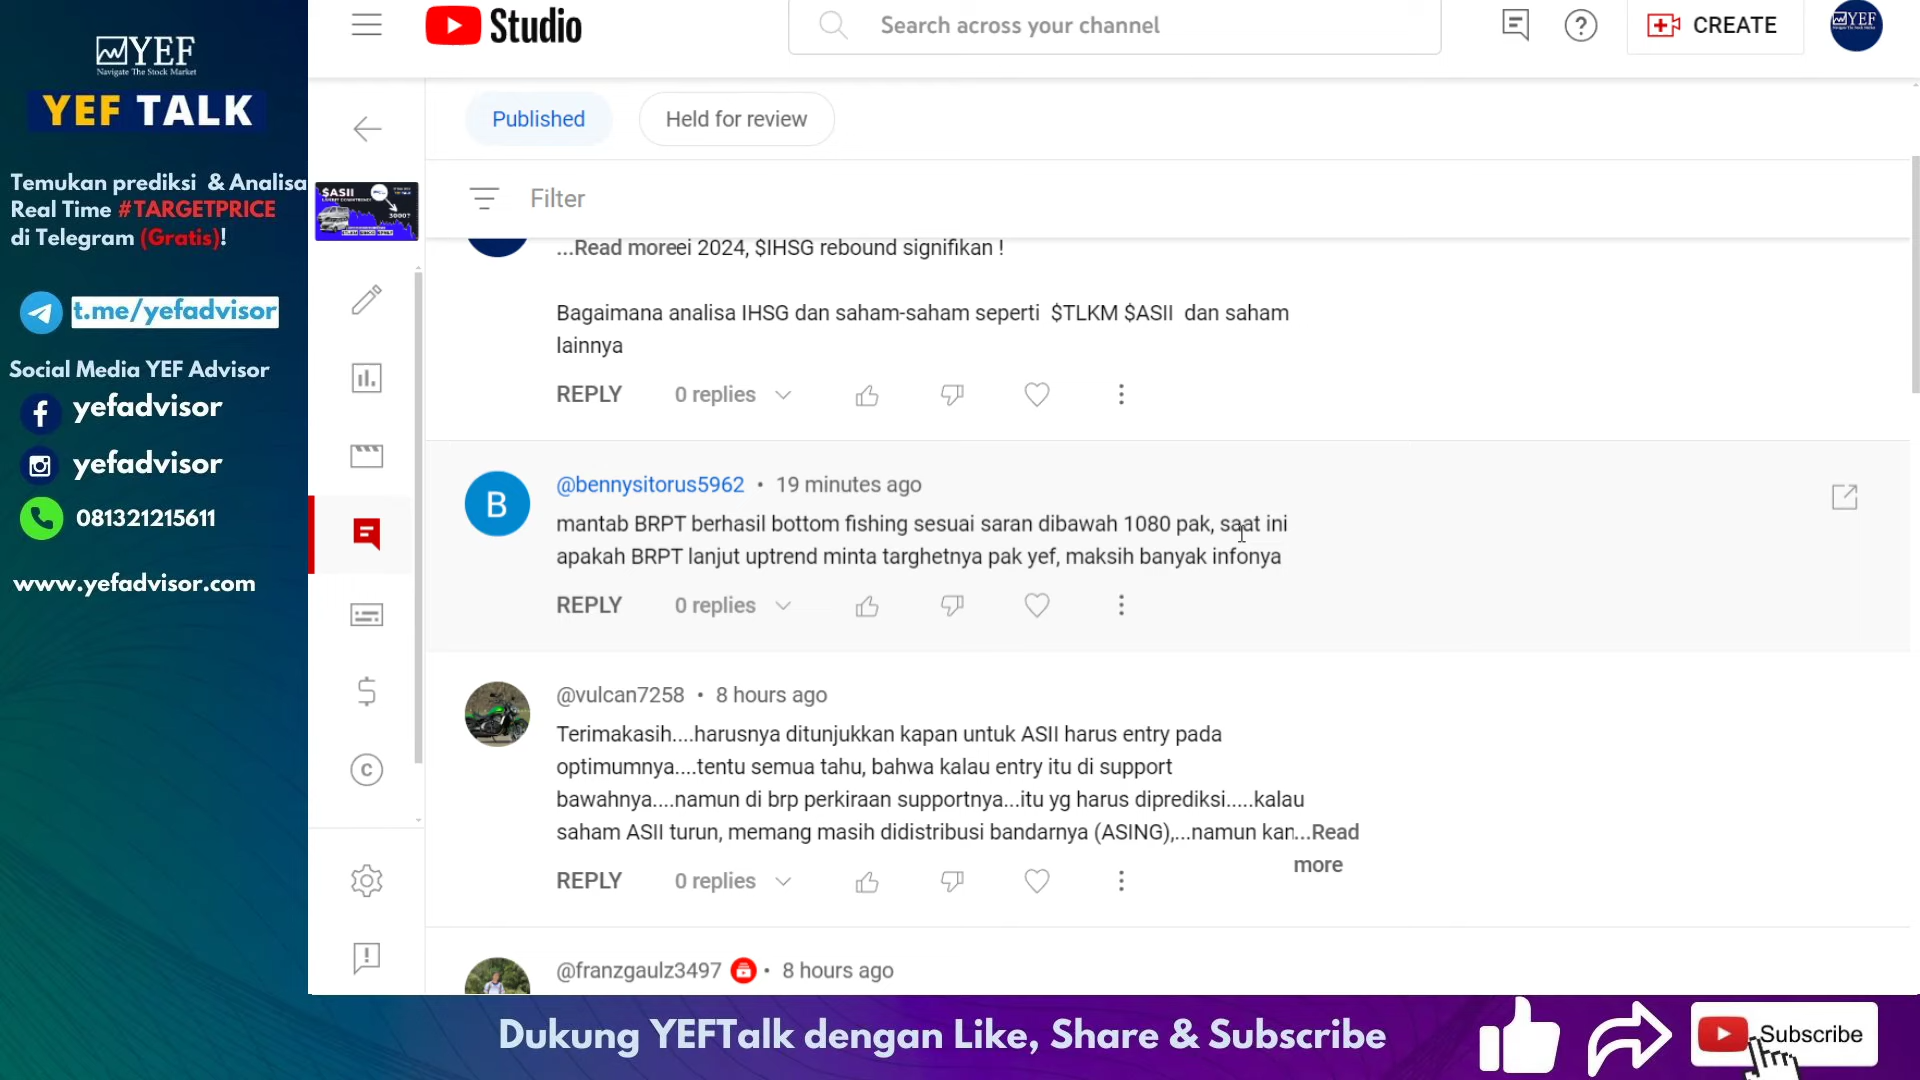 YEF
Navigate The Stock Market
YEF TALK
Temukan prediksi & Analisa
Real Time #TARGETPRICE
di Telegram (Gratis)!
t.me/yefadvisor
Social Media YEF Advisor
yefadvisor
yefadvisor
081321215611
www.yefadvisor.com
Studio
Search across your channel
CREATE
YEF
Published
Held for review
$ASII
3000?
Filter
...Read moreei 2024, $IHSG rebound signifikan !
Bagaimana analisa IHSG dan saham-saham seperti $TLKM $ASII dan saham
lainnya
REPLY 0 replies
B
@bennysitorus5962 • 19 minutes ago
mantab BRPT berhasil bottom fishing sesuai saran dibawah 1080 pak, saat ini
apakah BRPT lanjut uptrend minta targhetnya pak yef, maksih banyak infonya
REPLY 0 replies
@vulcan7258 • 8 hours ago
Terimakasih....harusnya ditunjukkan kapan untuk ASII harus entry pada
optimumnya....tentu semua tahu, bahwa kalau entry itu di support
bawahnya....namun di brp perkiraan supportnya...itu yg harus diprediksi.....kalau
saham ASII turun, memang masih didistribusi bandarnya (ASING),...namun kan...Read
more
REPLY 0 replies
@franzgaulz3497 • 8 hours ago
Dukung YEFTalk dengan Like, Share & Subscribe
Subscribe